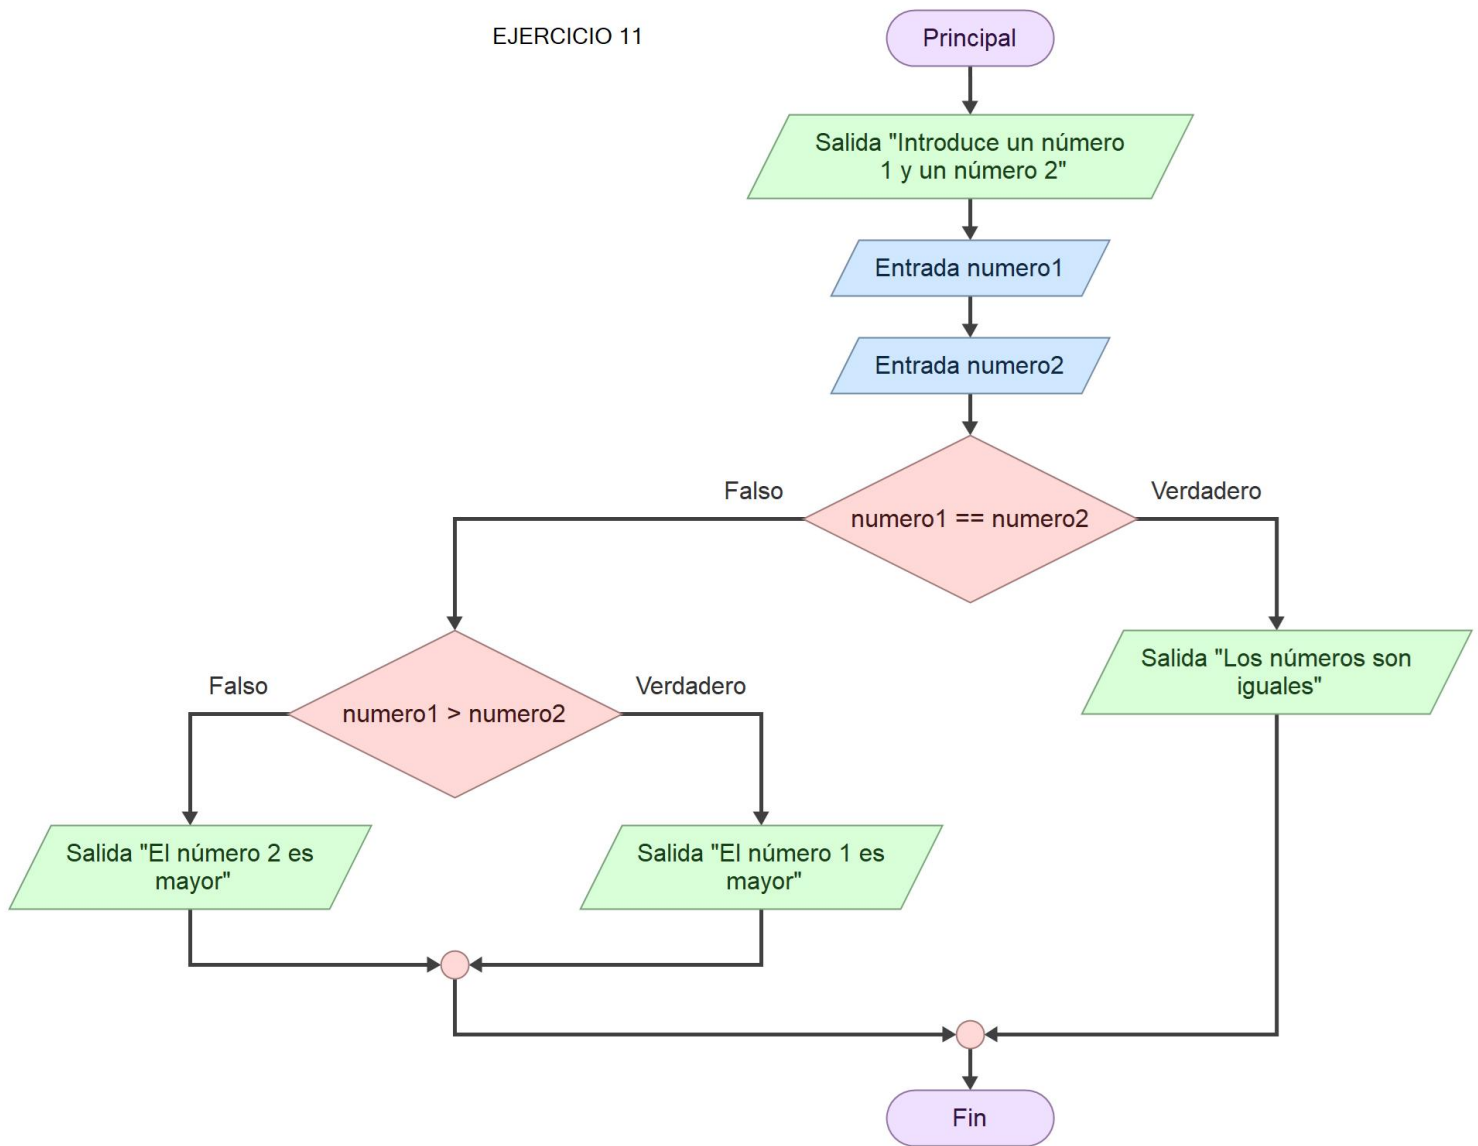 EJERCICIO 11
Principal
Salida "Introduce un número
1 y un número 2"
Entrada numero1
Entrada numero2
Falso
Verdadero
numero1 == numero2
Salida "Los números son
iguales"
Falso
Verdadero
numero1 > numero2
Salida "El número 2 es
mayor"
Salida "El número 1 es
mayor"
Fin